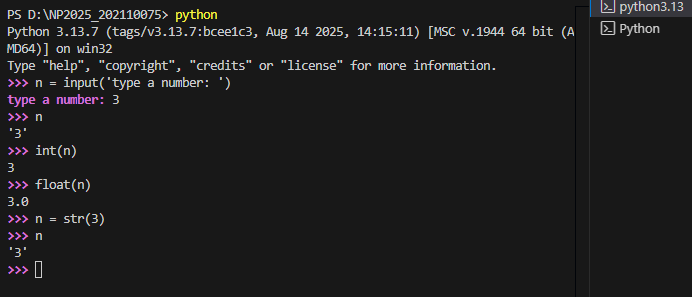 PS D:\NP2025_202110075> python
Python 3.13.7 (tags/v3.13.7:bcee1c3, Aug 14 2025, 14:15:11) [MSC v.1944 64 bit (A
MD64)] on win32
Type "help", "copyright", "credits" or "license" for more information.
>>> n = input('type a number: ')
type a number: 3
>>> n
'3'
>>> int(n)
3
>>> float(n)
3.0
>>> n = str(3)
>>> n
'3'
>>>
python3.13
Python